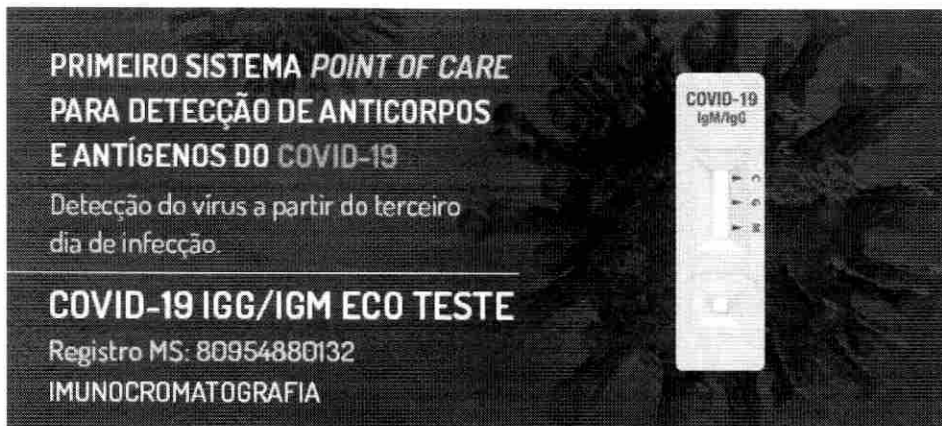 PRIMEIRO SISTEMA POINT OF CARE
PARA DETECÇÃO DE ANTICORPOS
E ANTÍGENOS DO COVID-19
Detecção do vírus a partir do terceiro
dia de infecção.
COVID-19 IGG/IGM ECO TESTE
Registro MS: 80954880132
IMUNOCROMATOGRAFIA
COVID-19
IgM/IgG
C
G
M